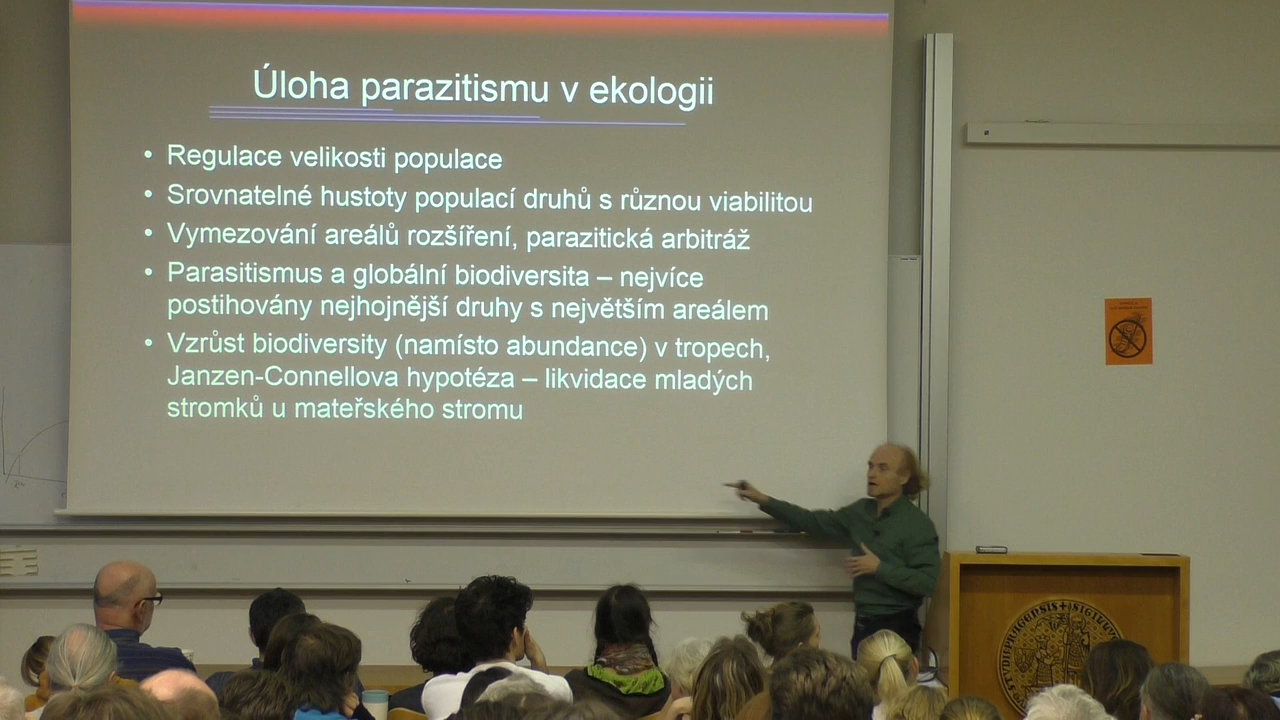 Úloha parazitismu v ekologii
• Regulace velikosti populace
• Srovnatelné hustoty populací druhů s různou viabilitou
• Vymezování areálů rozšíření, parazitická arbitráž
• Parasitismus a globální biodiversita – nejvíce
postihovány nejhojnější druhy s největším areálem
• Vzrůst biodiversity (namísto abundance) v tropech,
Janzen-Connellova hypotéza – likvidace mladých
stromků u mateřského stromu